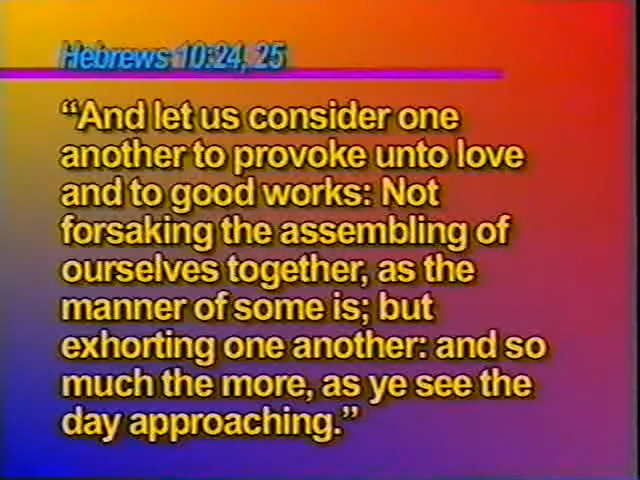 Hebrews 10:24, 25
“And let us consider one
another to provoke unto love
and to good works: Not
forsaking the assembling of
ourselves together, as the
manner of some is; but
exhorting one another: and so
much the more, as ye see the
day approaching.”